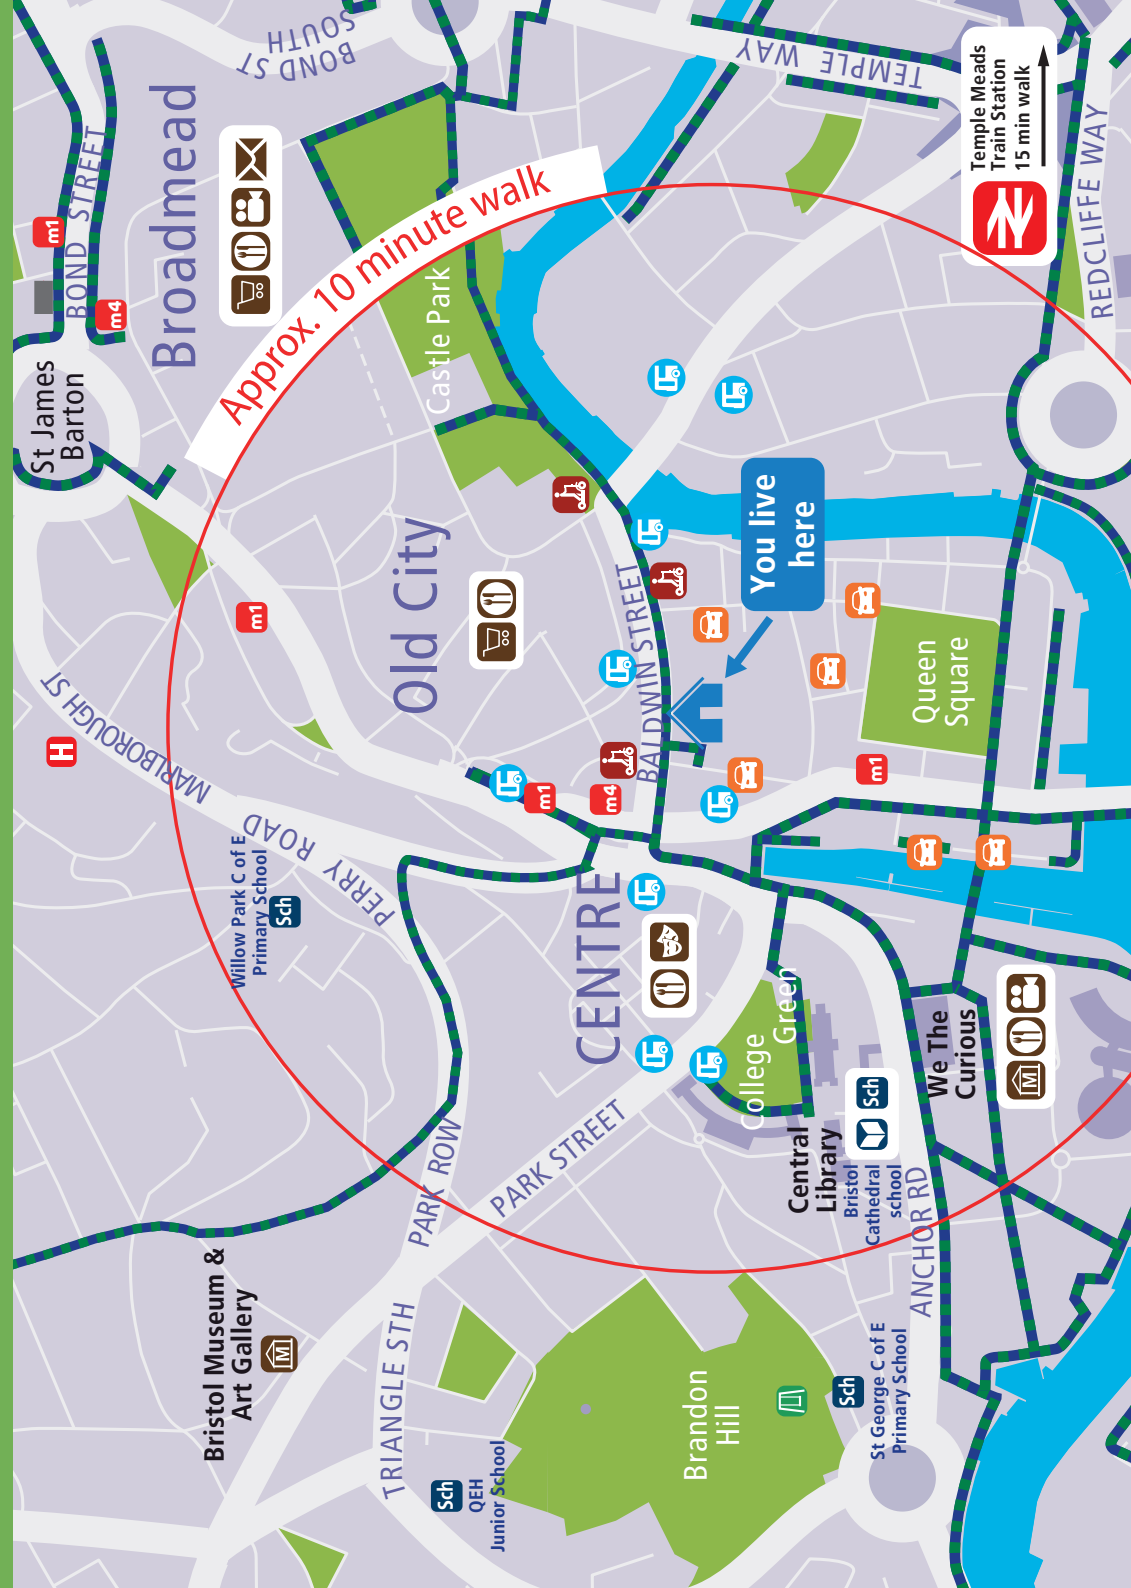 Bristol Museum &
Art Gallery
M
TRIANGLE STH
Sch
QEH
Junior School
Brandon
Hill
Sch
St George C of E
Primary School
ANCHOR RD
PARK ROW
PARK STREET
Willow Park C of E
Primary School
Sch
PERRY ROAD
MARLBOROUGH ST
H
CENTRE
College
Green
Central
Library
Sch
Bristol
Cathedral
school
We The
Curious
M
m1
Old City
m1
m4
BALDWIN STREET
You live
here
Queen
Square
m1
St James
Barton
BOND STREET
m1
m4
Broadmead
BOND ST
SOUTH
Approx. 10 minute walk
Castle Park
TEMPLE WAY
Temple Meads
Train Station
15 min walk
REDCLIFFE WAY